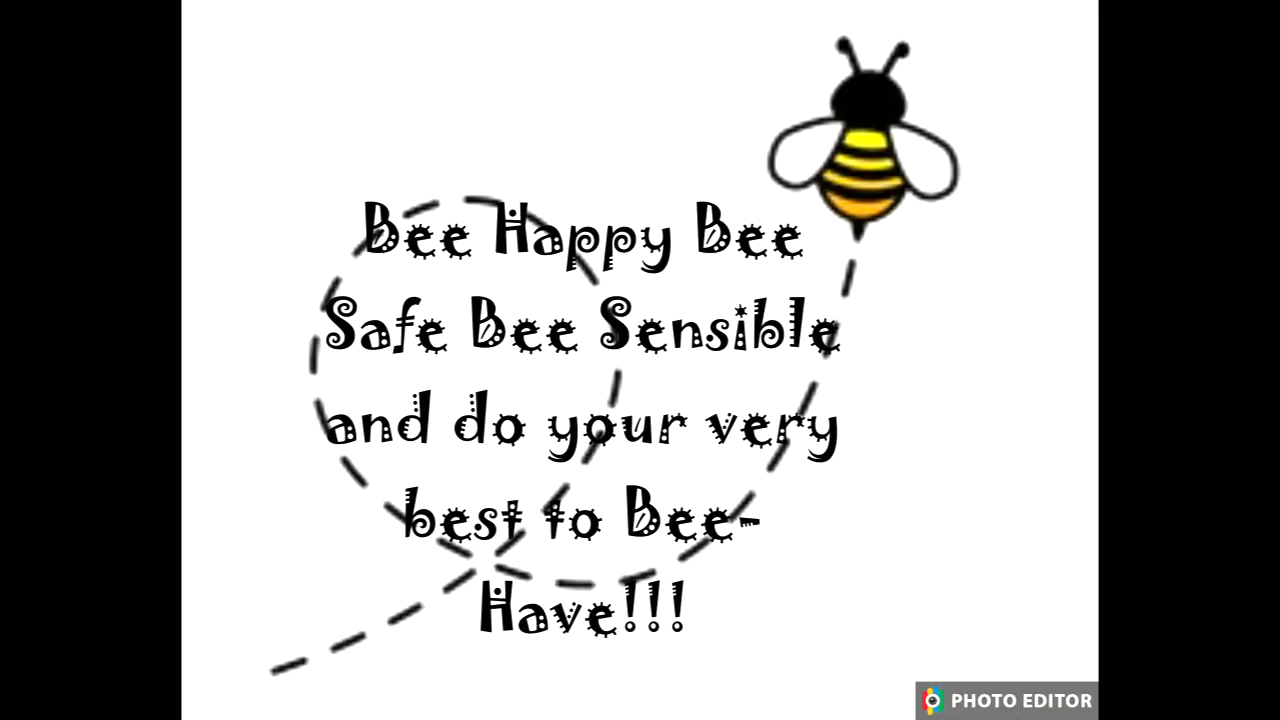 Bee Happy Bee
Safe Bee Sensible
and do your very
best to Bee-
Have!!!
PHOTO EDITOR